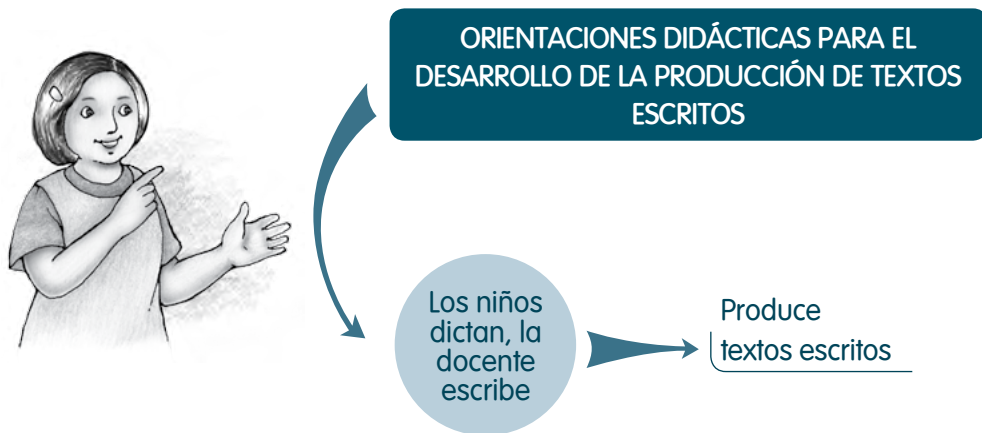 ORIENTACIONES DIDÁCTICAS PARA EL
DESARROLLO DE LA PRODUCCIÓN DE TEXTOS
ESCRITOS
Los niños
dictan, la
docente
escribe
Produce
textos escritos